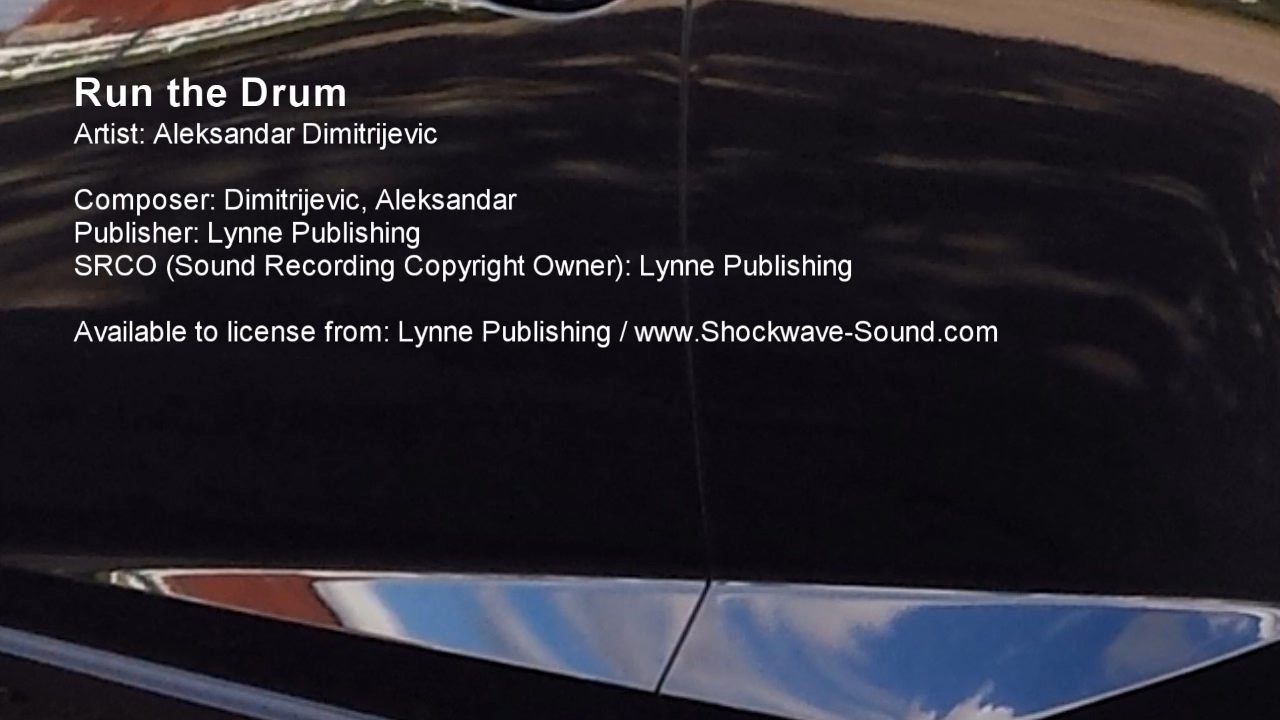 Run the Drum
Artist: Aleksandar Dimitrijevic
Composer: Dimitrijevic, Aleksandar
Publisher: Lynne Publishing
SRCO (Sound Recording Copyright Owner): Lynne Publishing
Available to license from: Lynne Publishing / www.Shockwave-Sound.com